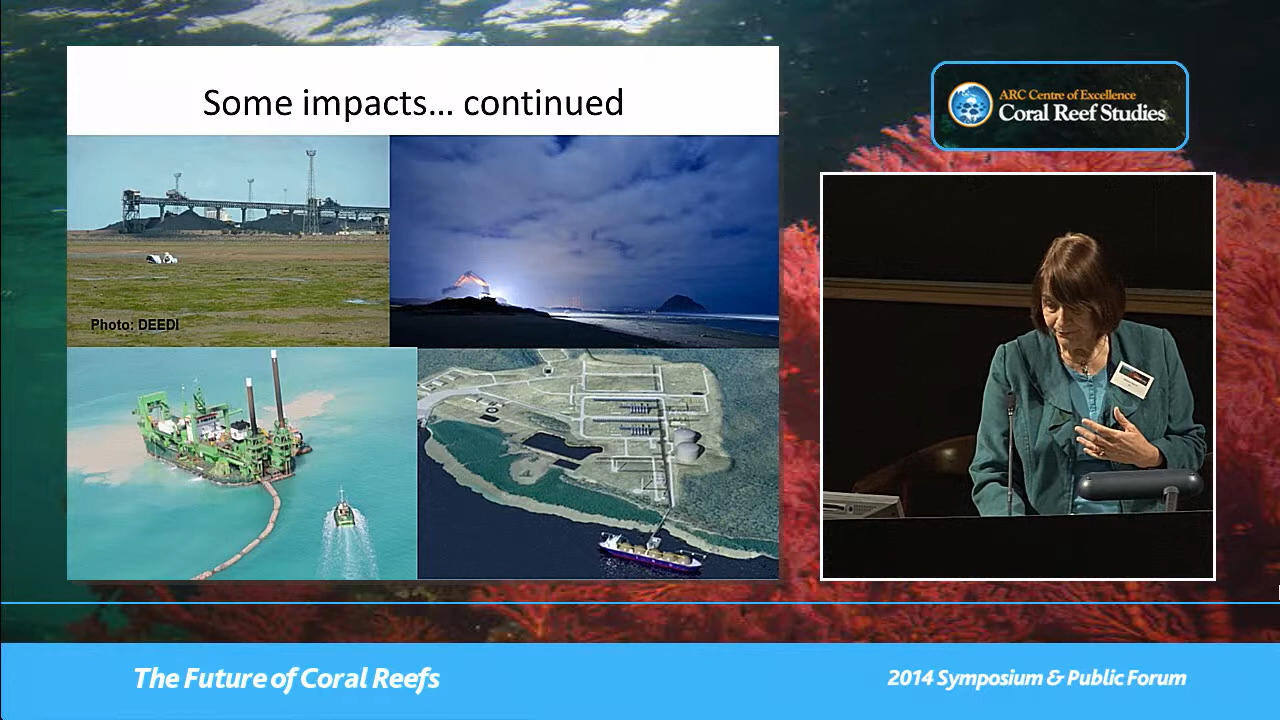 Some impacts... continued
Photo: DEEDI
ARC Centre of Excellence
Coral Reef Studies
The Future of Coral Reefs
2014 Symposium & Public Forum